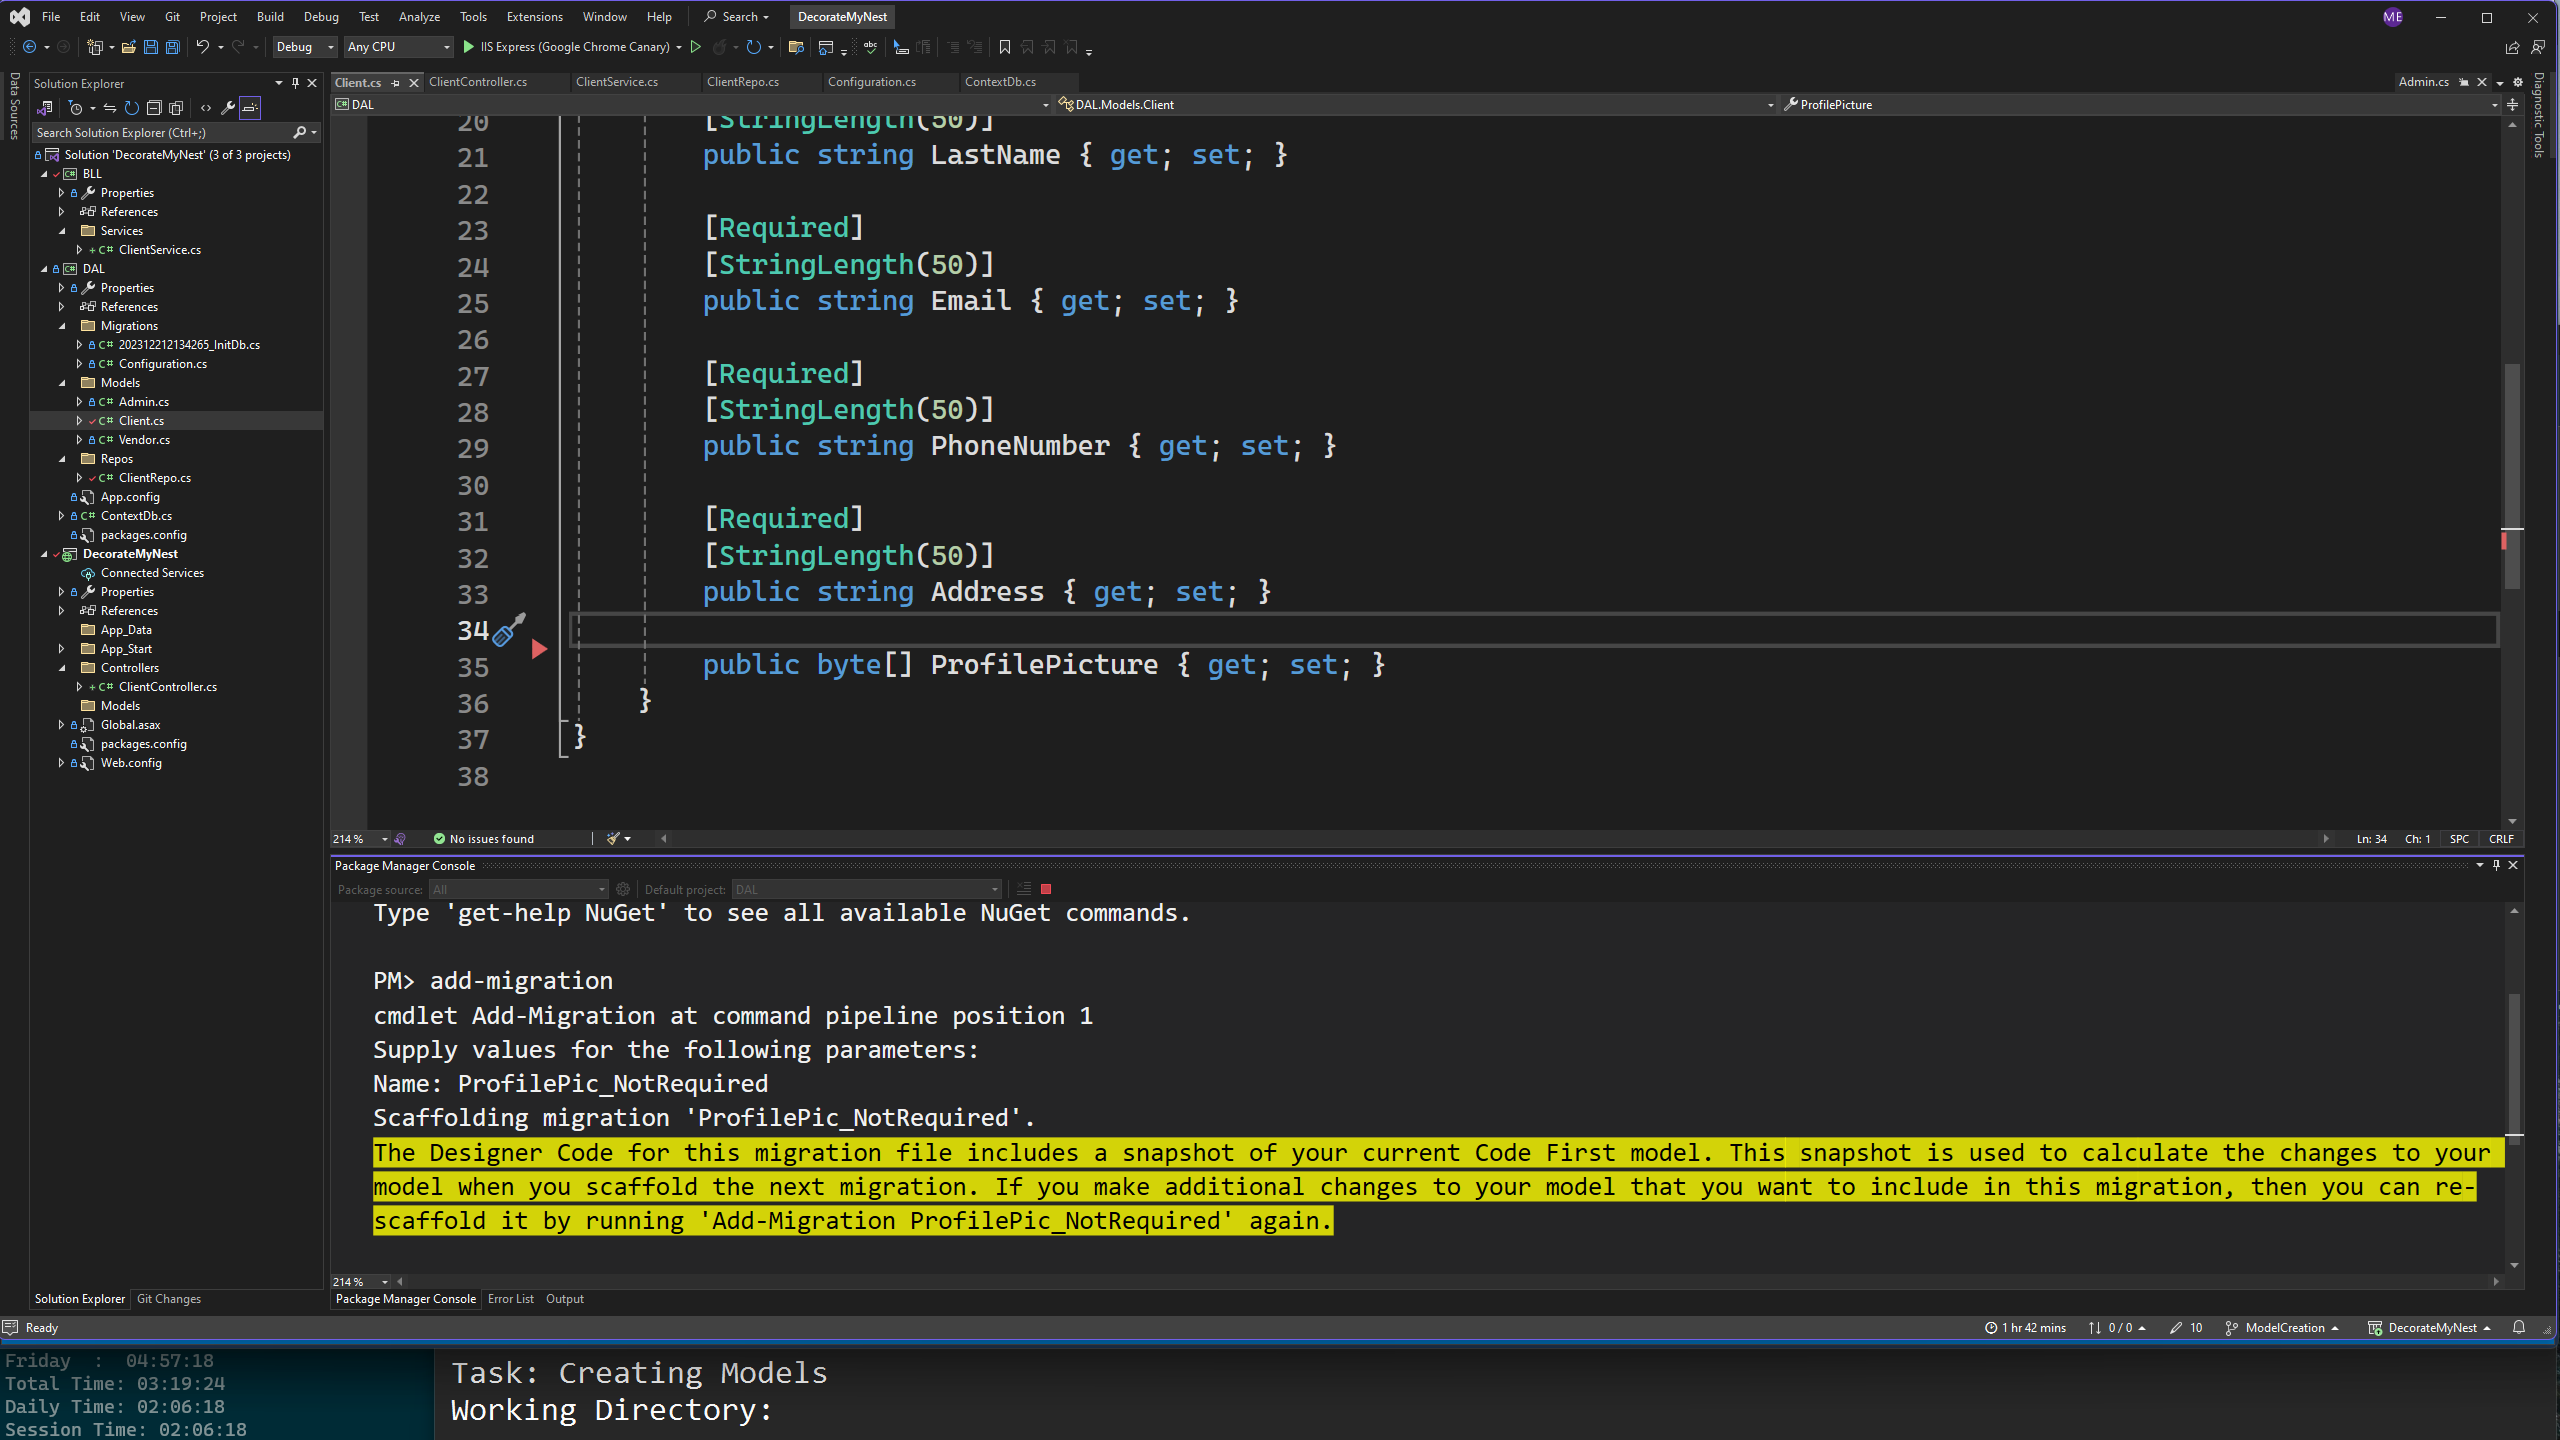 File Edit View Git Project Build Debug Test Analyze Tools Extensions Window Help Search DecorateMyNest ME
Debug Any CPU IIS Express (Google Chrome Canary)
Data Sources
Solution Explorer
Search Solution Explorer (Ctrl+;)
Solution 'DecorateMyNest' (3 of 3 projects)
BLL
Properties
References
Services
C# ClientService.cs
DAL
Properties
References
Migrations
C# 202312212134265_InitDb.cs
C# Configuration.cs
Models
C# Admin.cs
C# Client.cs
C# Vendor.cs
Repos
C# ClientRepo.cs
App.config
C# ContextDb.cs
packages.config
DecorateMyNest
Connected Services
Properties
References
App_Data
App_Start
Controllers
C# ClientController.cs
Models
Global.asax
packages.config
Web.config
Solution Explorer Git Changes
Client.cs ClientController.cs ClientService.cs ClientRepo.cs Configuration.cs ContextDb.cs Admin.cs
DAL DAL.Models.Client ProfilePicture
Diagnostic Tools
20 [StringLength(50)]
21 public string LastName { get; set; }
22
23 [Required]
24 [StringLength(50)]
25 public string Email { get; set; }
26
27 [Required]
28 [StringLength(50)]
29 public string PhoneNumber { get; set; }
30
31 [Required]
32 [StringLength(50)]
33 public string Address { get; set; }
34
35 public byte[] ProfilePicture { get; set; }
36 }
37 }
38
214 % No issues found Ln: 34 Ch: 1 SPC CRLF
Package Manager Console
Package source: All Default project: DAL
Type 'get-help NuGet' to see all available NuGet commands.
PM> add-migration
cmdlet Add-Migration at command pipeline position 1
Supply values for the following parameters:
Name: ProfilePic_NotRequired
Scaffolding migration 'ProfilePic_NotRequired'.
The Designer Code for this migration file includes a snapshot of your current Code First model. This snapshot is used to calculate the changes to your
model when you scaffold the next migration. If you make additional changes to your model that you want to include in this migration, then you can re-
scaffold it by running 'Add-Migration ProfilePic_NotRequired' again.
214 %
Package Manager Console Error List Output
Ready 1 hr 42 mins 0 / 0 10 ModelCreation DecorateMyNest
Friday : 04:57:18
Total Time: 03:19:24
Daily Time: 02:06:18
Session Time: 02:06:18
Task: Creating Models
Working Directory: